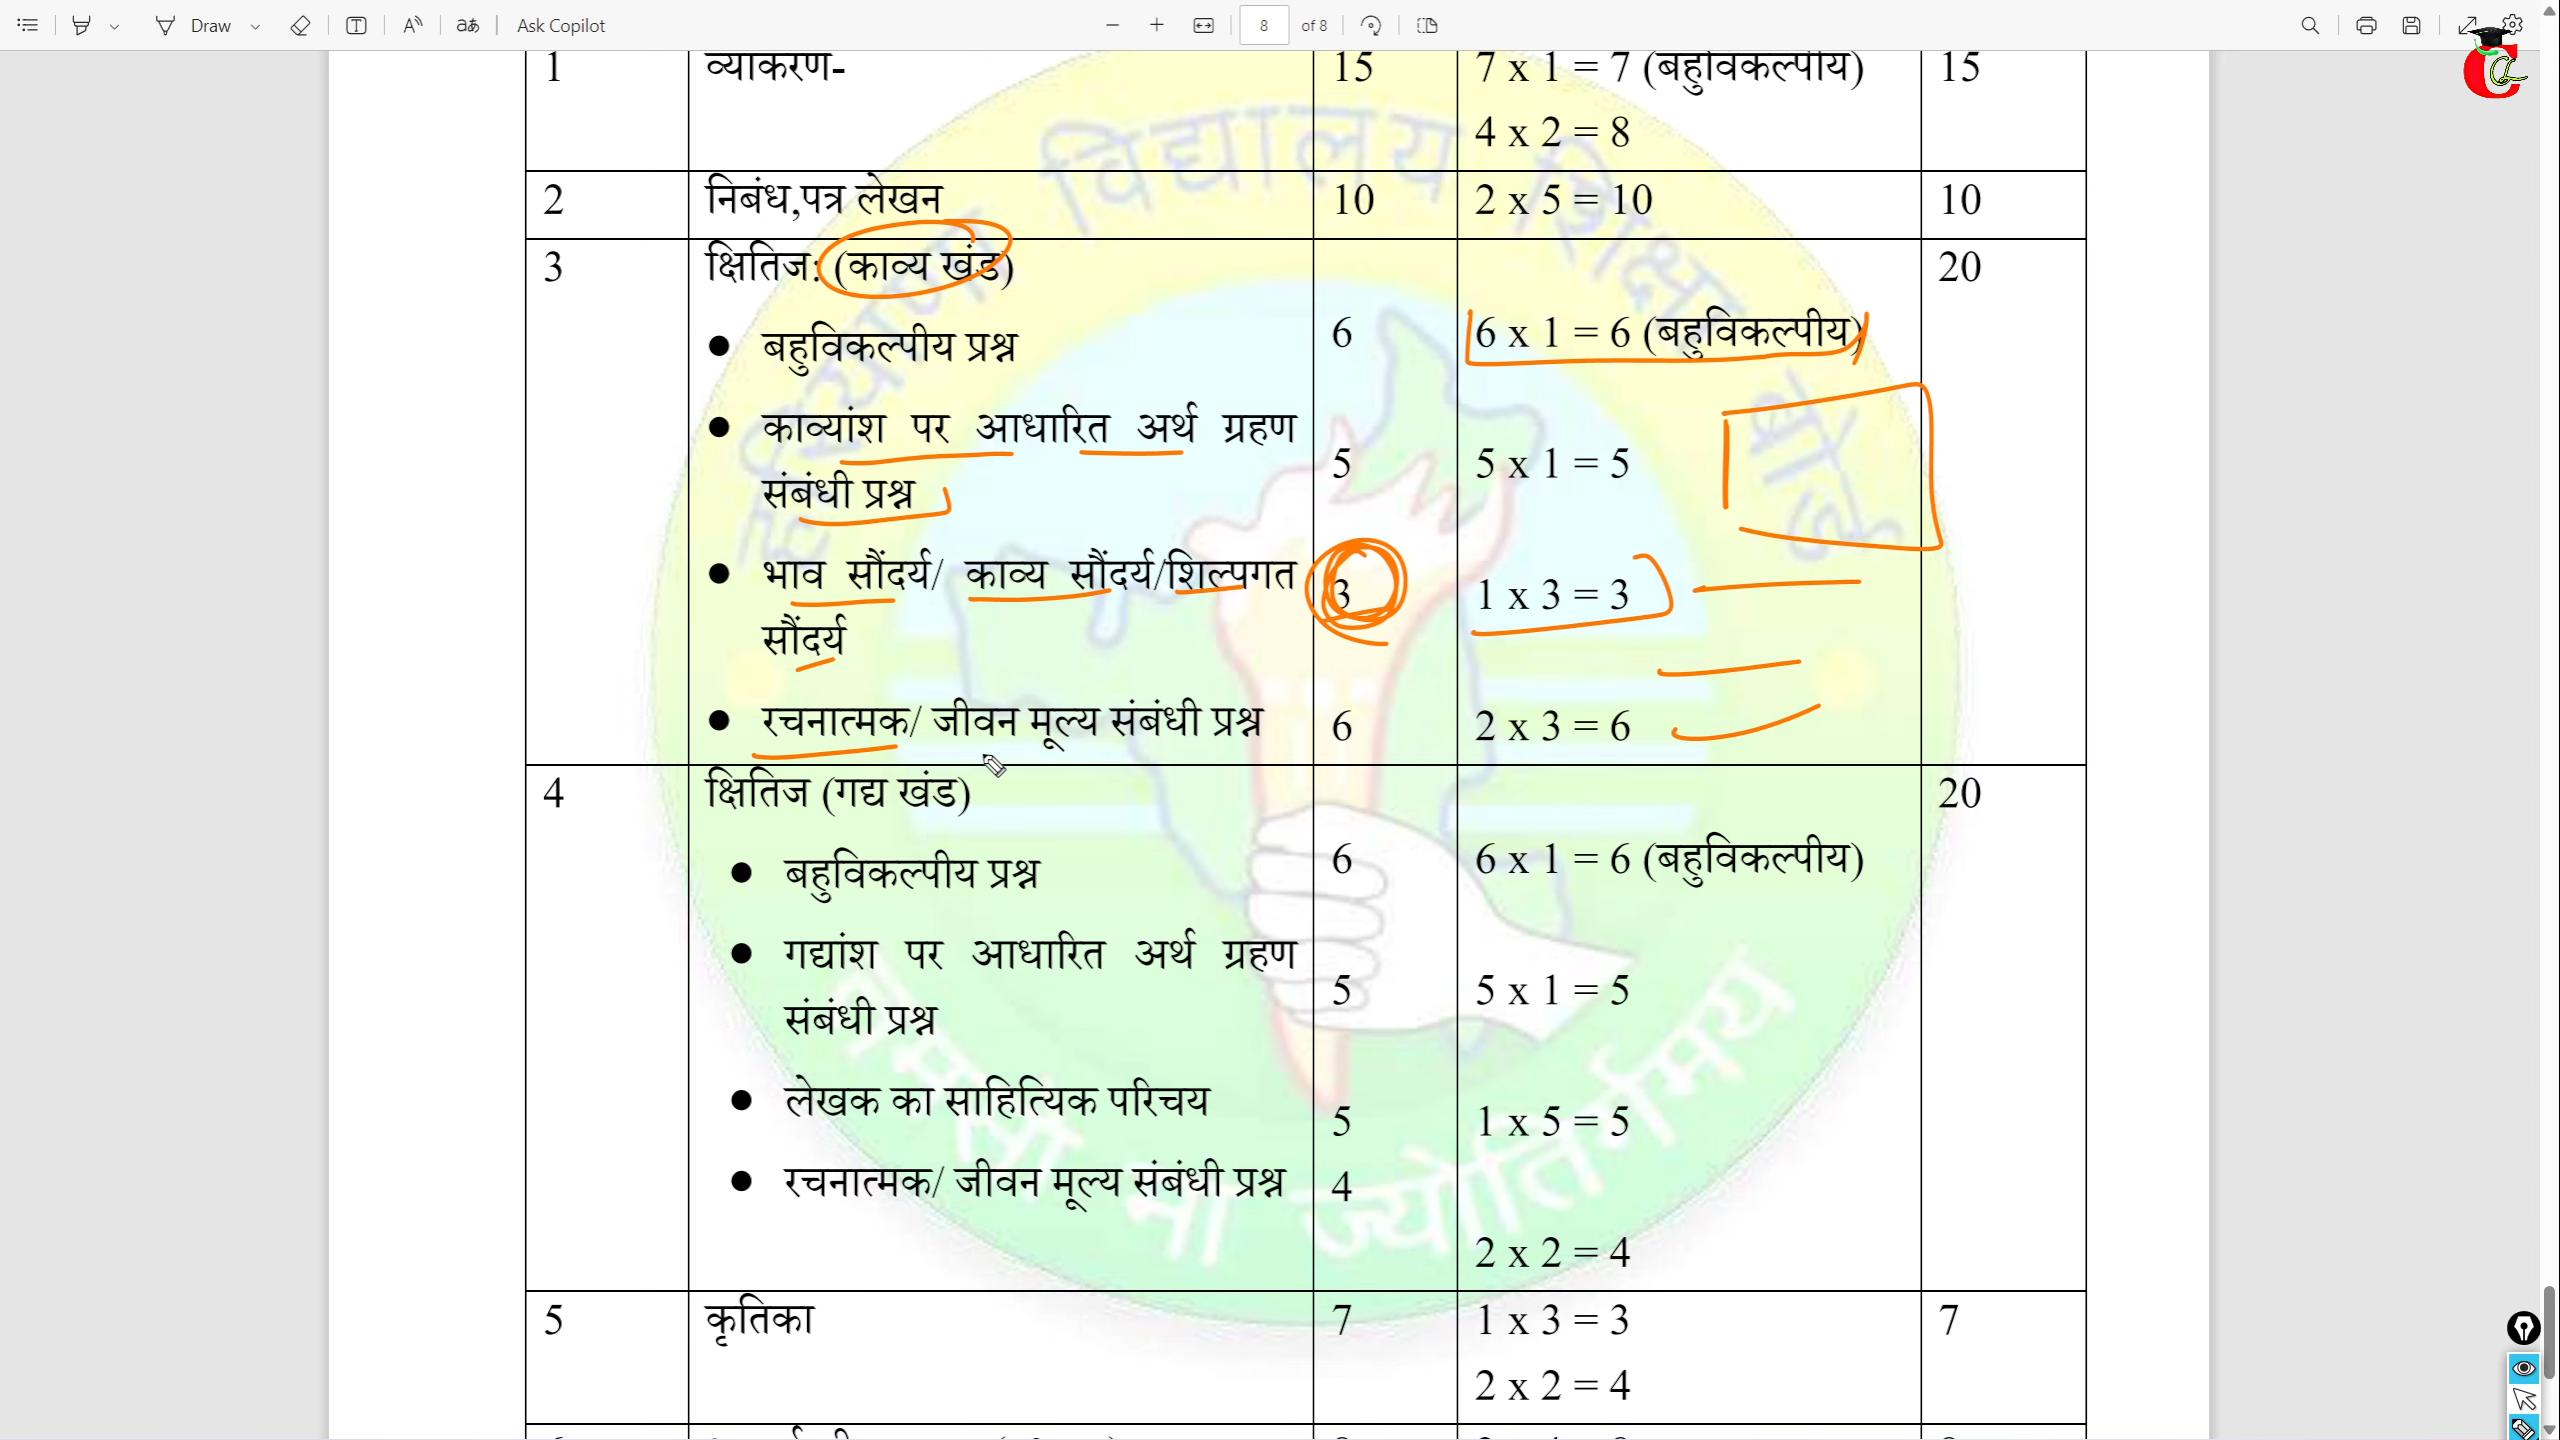 Draw
Ask Copilot
8 of 8
1 व्याकरण- 15 7 x 1 = 7 (बहुविकल्पीय) 15
4 x 2 = 8
2 निबंध,पत्र लेखन 10 2 x 5 = 10 10
3 क्षितिज: (काव्य खंड) 20
● बहुविकल्पीय प्रश्न 6 6 x 1 = 6 (बहुविकल्पीय)
● काव्यांश पर आधारित अर्थ ग्रहण
संबंधी प्रश्न 5 5 x 1 = 5
● भाव सौंदर्य/ काव्य सौंदर्य/शिल्पगत
सौंदर्य 3 1 x 3 = 3
● रचनात्मक/ जीवन मूल्य संबंधी प्रश्न 6 2 x 3 = 6
4 क्षितिज (गद्य खंड) 20
● बहुविकल्पीय प्रश्न 6 6 x 1 = 6 (बहुविकल्पीय)
● गद्यांश पर आधारित अर्थ ग्रहण
संबंधी प्रश्न 5 5 x 1 = 5
● लेखक का साहित्यिक परिचय 5 1 x 5 = 5
● रचनात्मक/ जीवन मूल्य संबंधी प्रश्न 4
2 x 2 = 4
5 कृतिका 7 1 x 3 = 3 7
2 x 2 = 4
विद्यालय शिक्षा बोर्ड
तमसो मा ज्योतिर्गमय